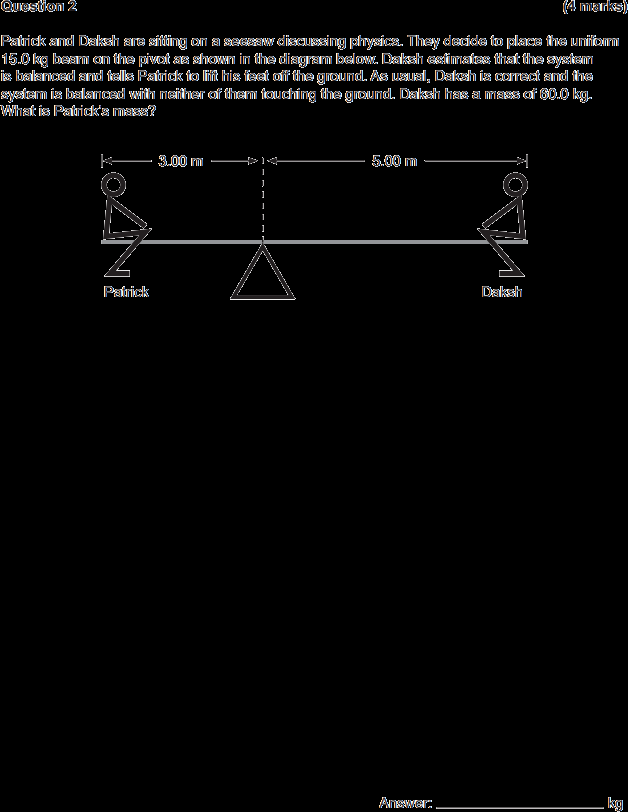 Question 2 (4 marks)
Patrick and Daksh are sitting on a seesaw discussing physics. They decide to place the uniform
15.0 kg beam on the pivot as shown in the diagram below. Daksh estimates that the system
is balanced and tells Patrick to lift his feet off the ground. As usual, Daksh is correct and the
system is balanced with neither of them touching the ground. Daksh has a mass of 60.0 kg.
What is Patrick's mass?
3.00 m 5.00 m
Patrick Daksh
Answer: ____________________ kg